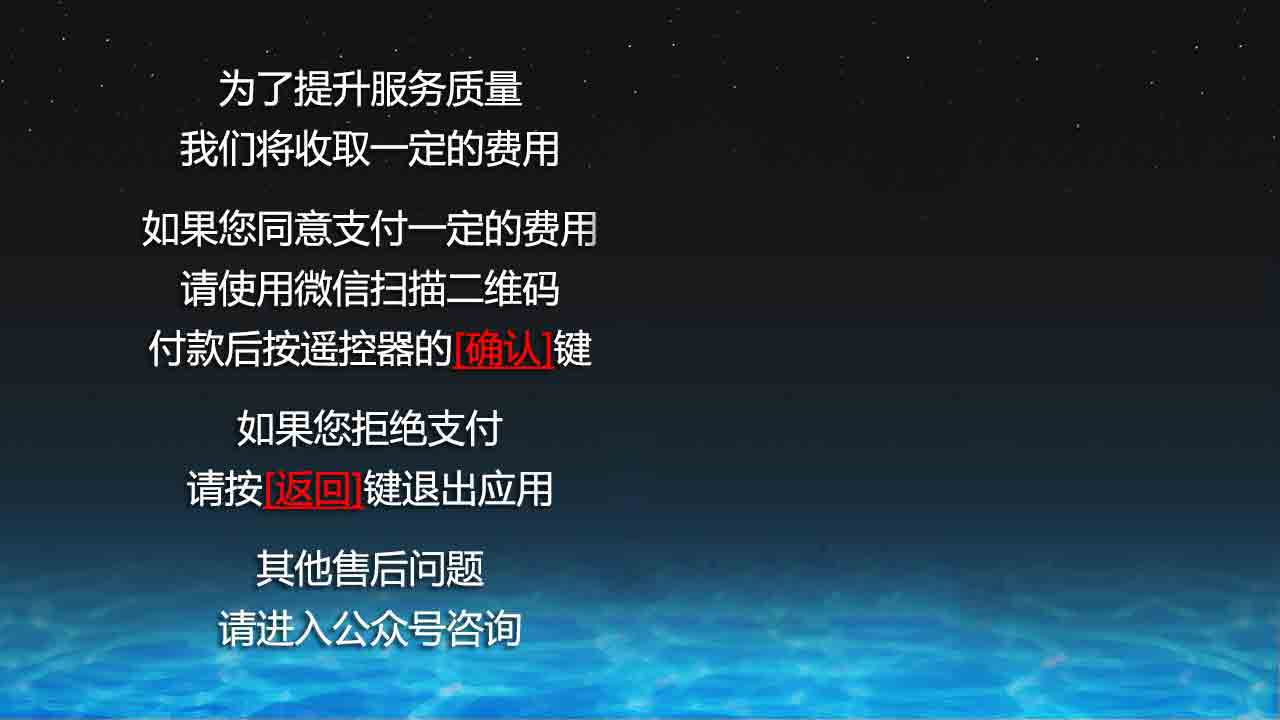 为了提升服务质量
我们将收取一定的费用
如果您同意支付一定的费用
请使用微信扫描二维码
付款后按遥控器的[确认]键
如果您拒绝支付
请按[返回]键退出应用
其他售后问题
请进入公众号咨询